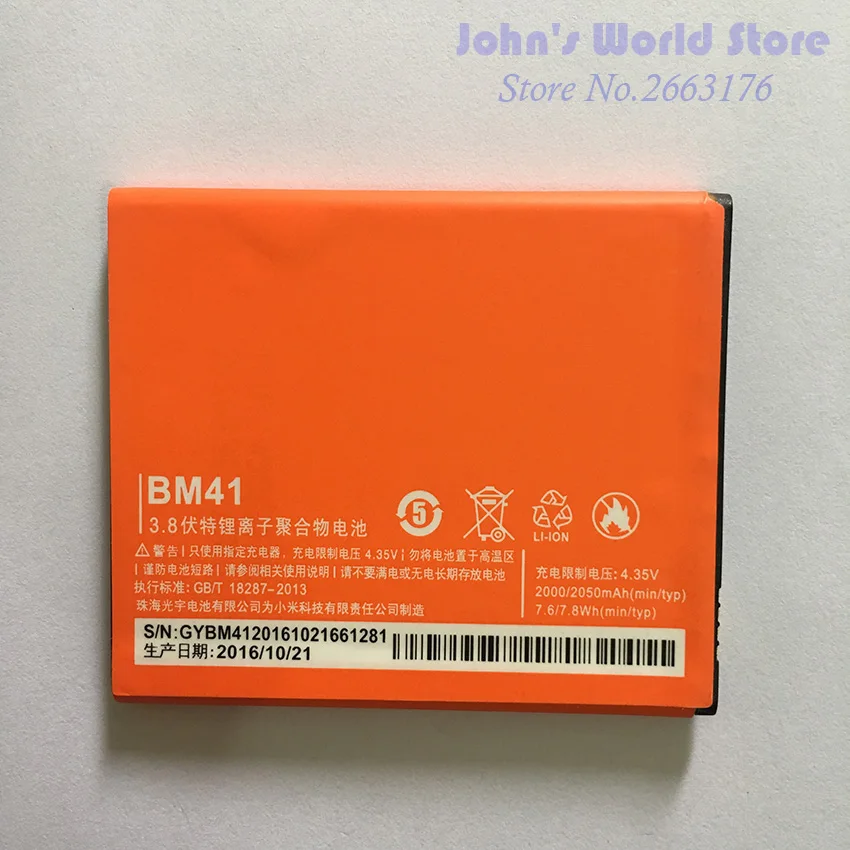 John's World Store
Store No.2663176
BM41
3.8伏特锂离子聚合物电池
警告 | 只使用指定充电器,充电限制电压 4.35V | 勿将电池置于高温区
谨防电池短路 | 请参阅相关使用说明 | 请不要满电或无电长期存放电池
执行标准: GB/T 18287-2013
珠海光宇电池有限公司为小米科技有限责任公司制造
5
LI-ION
充电限制电压: 4.35V
2000/2050mAh(min/typ)
7.6/7.8Wh(min/typ)
S/N:GYBM4120161021661281
生产日期: 2016/10/21